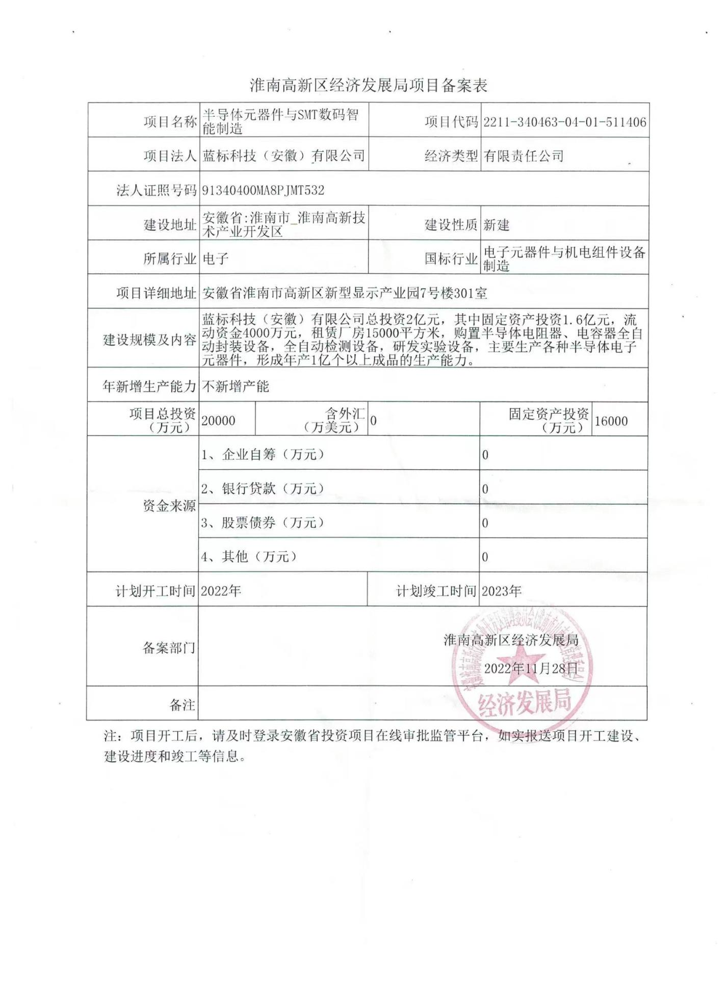 淮南高新区经济发展局项目备案表
项目名称
半导体元器件与SMT数码智
能制造
项目代码
2211-340463-04-01-511406
项目法人
蓝标科技（安徽）有限公司
经济类型
有限责任公司
法人证照号码
91340400MA8PJMT532
建设地址
安徽省:淮南市_淮南高新技
术产业开发区
建设性质
新建
所属行业
电子
国标行业
电子元器件与机电组件设备
制造
项目详细地址
安徽省淮南市高新区新型显示产业园7号楼301室
建设规模及内容
蓝标科技（安徽）有限公司总投资2亿元，其中固定资产投资1.6亿元，流
动资金4000万元，租赁厂房15000平方米，购置半导体电阻器、电容器全自
动封装设备，全自动检测设备，研发实验设备，主要生产各种半导体电子
元器件，形成年产1亿个以上成品的生产能力。
年新增生产能力
不新增产能
项目总投资
（万元）
20000
含外汇
（万美元）
0
固定资产投资
（万元）
16000
资金来源
1、企业自筹（万元）
0
2、银行贷款（万元）
0
3、股票债券（万元）
0
4、其他（万元）
0
计划开工时间
2022年
计划竣工时间
2023年
备案部门
淮南高新区经济发展局
2022年11月28日
经济发展局
备注
注：项目开工后，请及时登录安徽省投资项目在线审批监管平台，如实报送项目开工建设、
建设进度和竣工等信息。